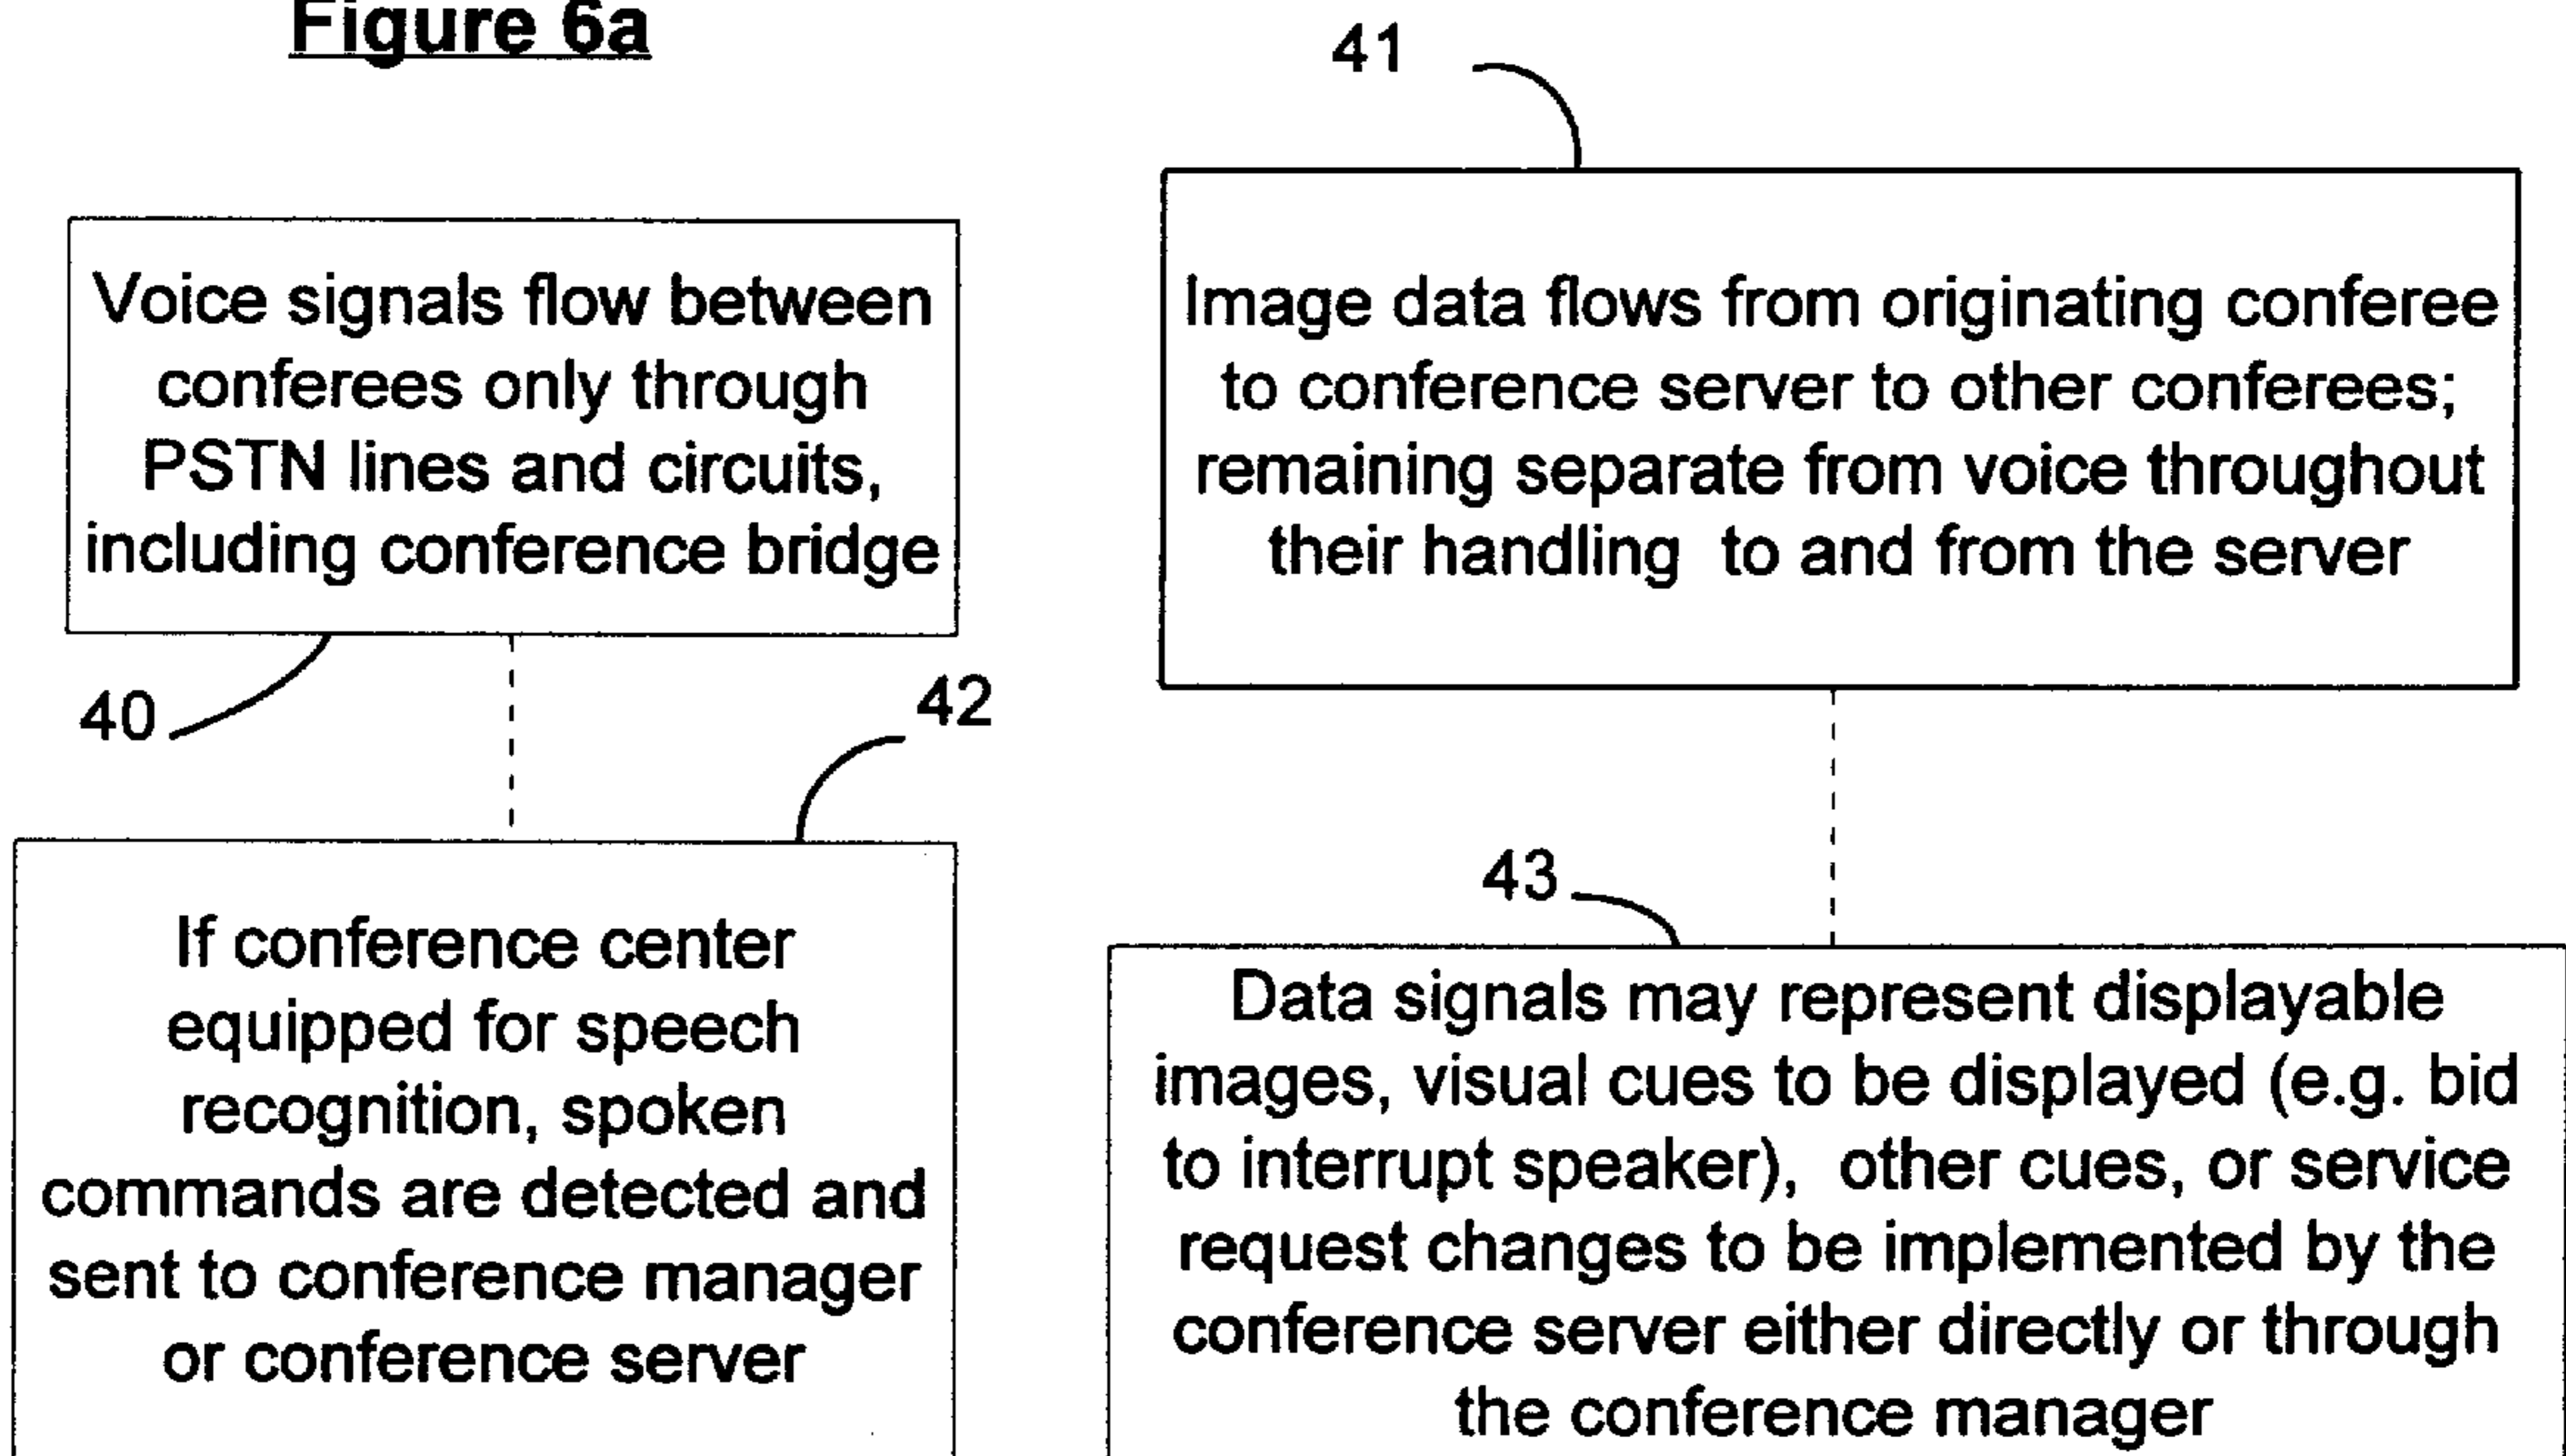 Figure 6a
41
Voice signals flow between
conferees only through
PSTN lines and circuits,
including conference bridge
Image data flows from originating conferee
to conference server to other conferees;
remaining separate from voice throughout
their handling to and from the server
40
42
If conference center
equipped for speech
recognition, spoken
commands are detected and
sent to conference manager
or conference server
43
Data signals may represent displayable
images, visual cues to be displayed (e.g. bid
to interrupt speaker), other cues, or service
request changes to be implemented by the
conference server either directly or through
the conference manager